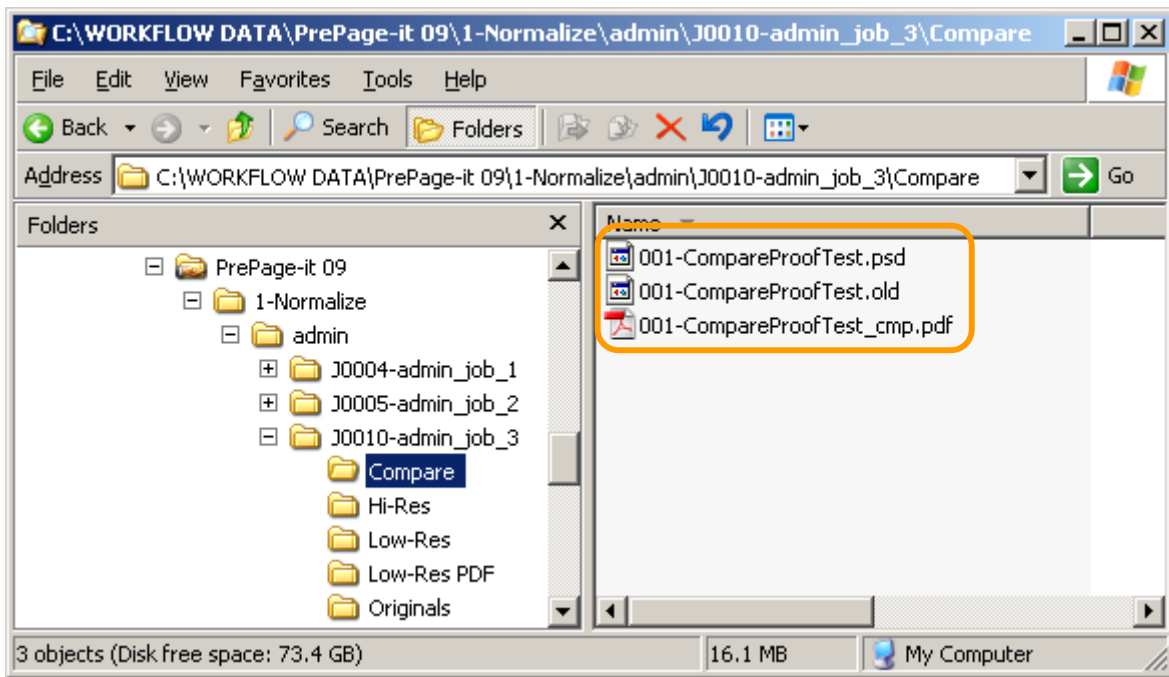 C:\WORKFLOW DATA\PrePage-it 09\1-Normalize\admin\J0010-admin_job_3\Compare
File Edit View Favorites Tools Help
Back Search Folders
Address C:\WORKFLOW DATA\PrePage-it 09\1-Normalize\admin\J0010-admin_job_3\Compare Go
Folders
PrePage-it 09
1-Normalize
admin
J0004-admin_job_1
J0005-admin_job_2
J0010-admin_job_3
Compare
Hi-Res
Low-Res
Low-Res PDF
Originals
Name
001-CompareProofTest.psd
001-CompareProofTest.old
001-CompareProofTest_cmp.pdf
3 objects (Disk free space: 73.4 GB) 16.1 MB My Computer